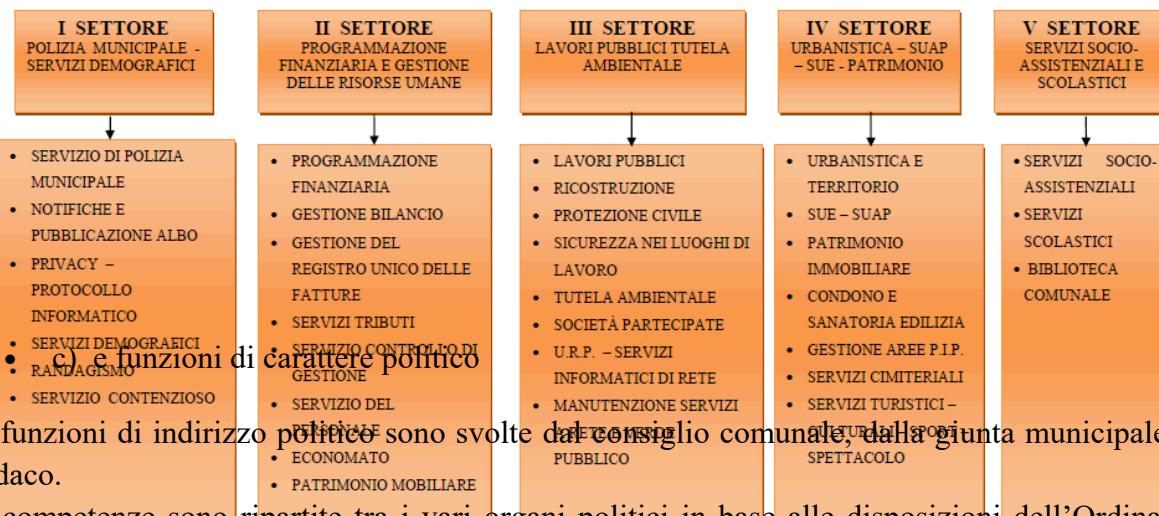 I SETTORE
POLIZIA MUNICIPALE -
SERVIZI DEMOGRAFICI
II SETTORE
PROGRAMMAZIONE
FINANZIARIA E GESTIONE
DELLE RISORSE UMANE
III SETTORE
LAVORI PUBBLICI TUTELA
AMBIENTALE
IV SETTORE
URBANISTICA – SUAP
– SUE - PATRIMONIO
V SETTORE
SERVIZI SOCIO-
ASSISTENZIALI E
SCOLASTICI
• SERVIZIO DI POLIZIA
MUNICIPALE
• NOTIFICHE E
PUBBLICAZIONE ALBO
• PRIVACY –
PROTOCOLLO
INFORMATICO
• SERVIZI DEMOGRAFICI
• RANDAGISMO
• SERVIZIO CONTENZIOSO
• PROGRAMMAZIONE
FINANZIARIA
• GESTIONE BILANCIO
• GESTIONE DEL
REGISTRO UNICO DELLE
FATTURE
• SERVIZI TRIBUTI
• SERVIZIO CONTROLLO DI
GESTIONE
• SERVIZIO DEL
PERSONALE
• ECONOMATO
• PATRIMONIO MOBILIARE
• LAVORI PUBBLICI
• RICOSTRUZIONE
• PROTEZIONE CIVILE
• SICUREZZA NEI LUOGHI DI
LAVORO
• TUTELA AMBIENTALE
• SOCIETÀ PARTECIPATE
• U.R.P. – SERVIZI
INFORMATICI DI RETE
• MANUTENZIONE SERVIZI
A RETE E VERDE
PUBBLICO
• URBANISTICA E
TERRITORIO
• SUE – SUAP
• PATRIMONIO
IMMOBILIARE
• CONDONO E
SANATORIA EDILIZIA
• GESTIONE AREE P.I.P.
• SERVIZI CIMITERIALI
• SERVIZI TURISTICI –
CULTURALI – SPORT –
SPETTACOLO
• SERVIZI SOCIO-
ASSISTENZIALI
• SERVIZI
SCOLASTICI
• BIBLIOTECA
COMUNALE
• c) e funzioni di carattere politico
funzioni di indirizzo politico sono svolte dal consiglio comunale, dalla giunta municipale
daco.
competenze sono ripartite tra i vari organi politici in base alle disposizioni dell’Ordina